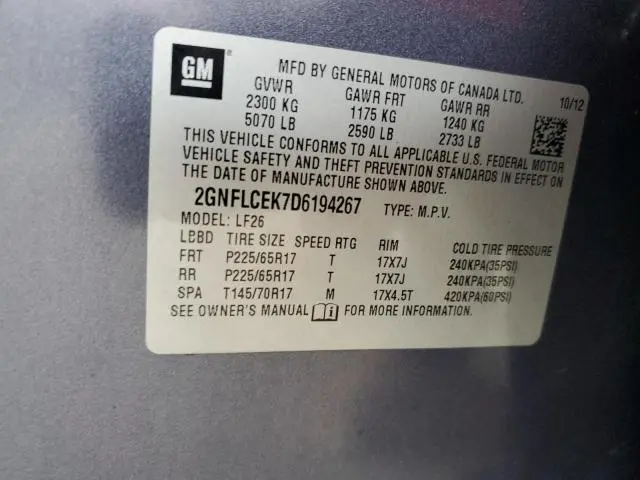 GM
MFD BY GENERAL MOTORS OF CANADA LTD. 10/12
GVWR GAWR FRT GAWR RR
2300 KG 1175 KG 1240 KG
5070 LB 2590 LB 2733 LB
THIS VEHICLE CONFORMS TO ALL APPLICABLE U.S. FEDERAL MOTOR
VEHICLE SAFETY AND THEFT PREVENTION STANDARDS IN EFFECT ON
THE DATE OF MANUFACTURE SHOWN ABOVE.
2GNFLCEK7D6194267 TYPE: M.P.V.
MODEL: LF26
LBBD TIRE SIZE SPEED RTG RIM COLD TIRE PRESSURE
FRT P225/65R17 T 17X7J 240KPA(35PSI)
RR P225/65R17 T 17X7J 240KPA(35PSI)
SPA T145/70R17 M 17X4.5T 420KPA(60PSI)
SEE OWNER'S MANUAL FOR MORE INFORMATION.